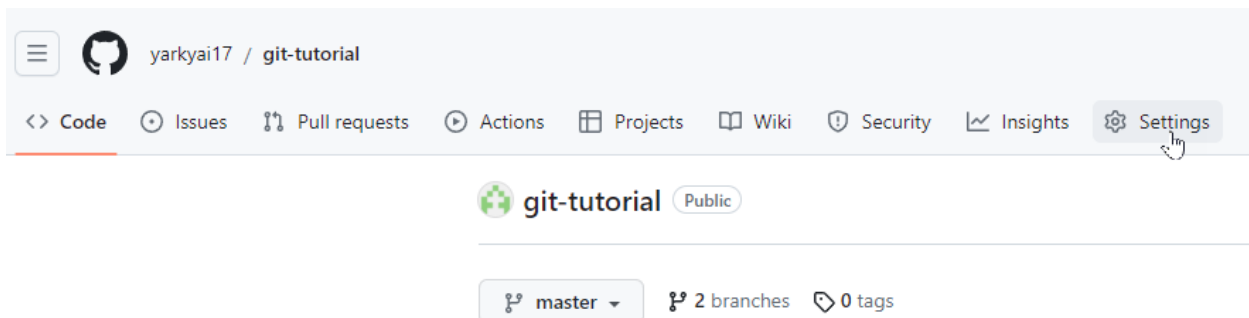 yarkyai17 / git-tutorial
<> Code Issues Pull requests Actions Projects Wiki Security Insights Settings
git-tutorial Public
master 2 branches 0 tags